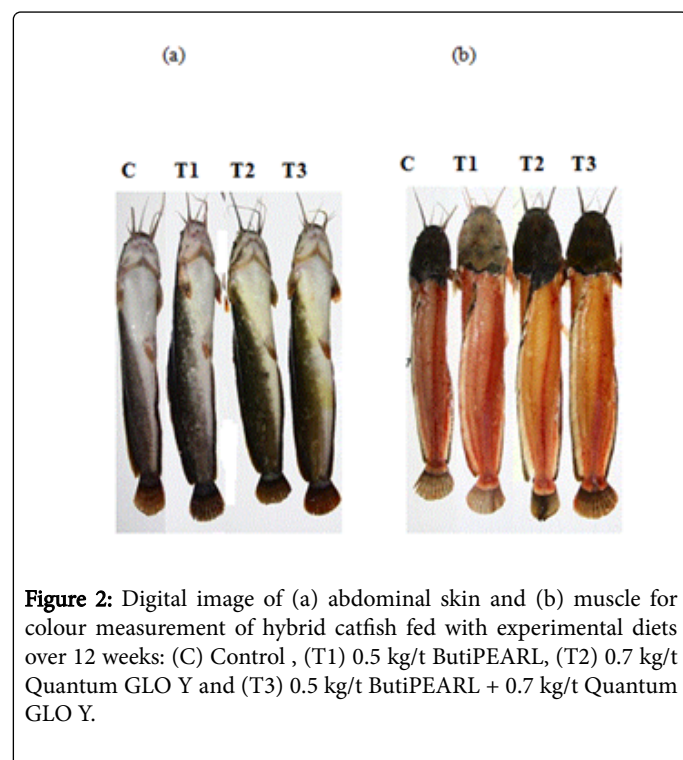 (a) (b)
C T1 T2 T3
C T1 T2 T3
Figure 2: Digital image of (a) abdominal skin and (b) muscle for
colour measurement of hybrid catfish fed with experimental diets
over 12 weeks: (C) Control , (T1) 0.5 kg/t ButiPEARL, (T2) 0.7 kg/t
Quantum GLO Y and (T3) 0.5 kg/t ButiPEARL + 0.7 kg/t Quantum
GLO Y.